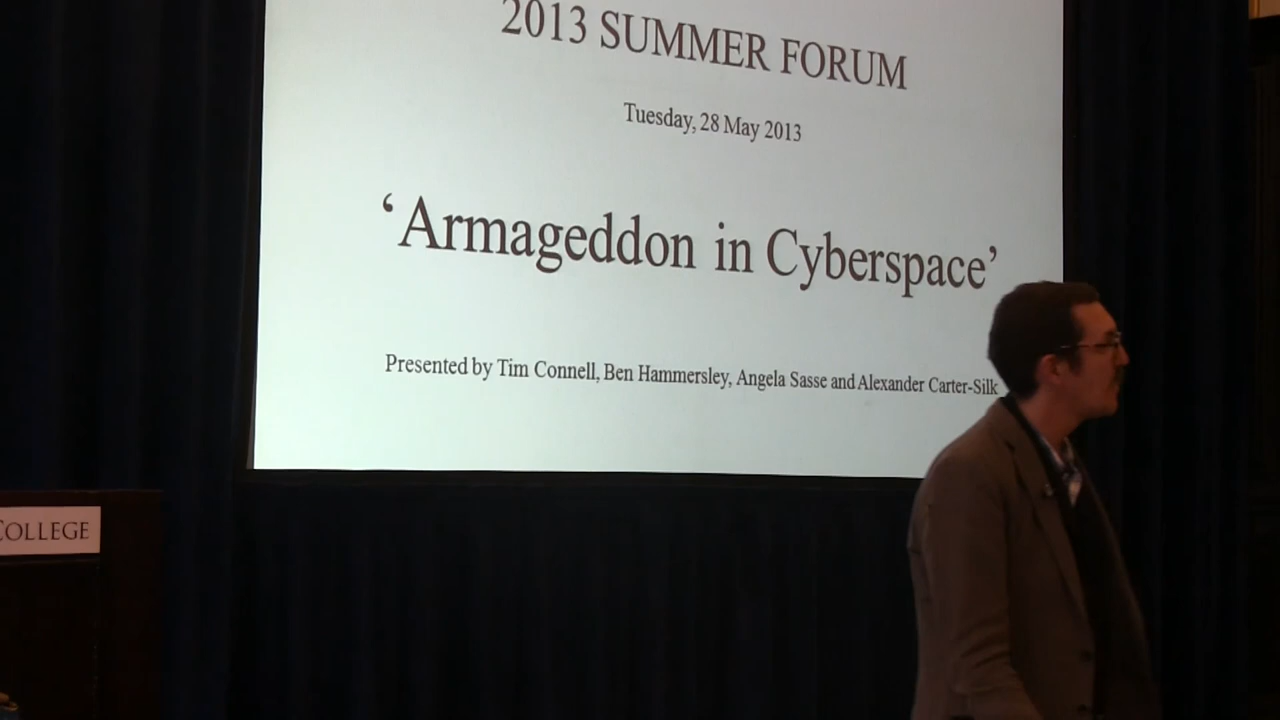 2013 SUMMER FORUM
Tuesday, 28 May 2013
‘Armageddon in Cyberspace’
Presented by Tim Connell, Ben Hammersley, Angela Sasse and Alexander Carter-Silk
COLLEGE